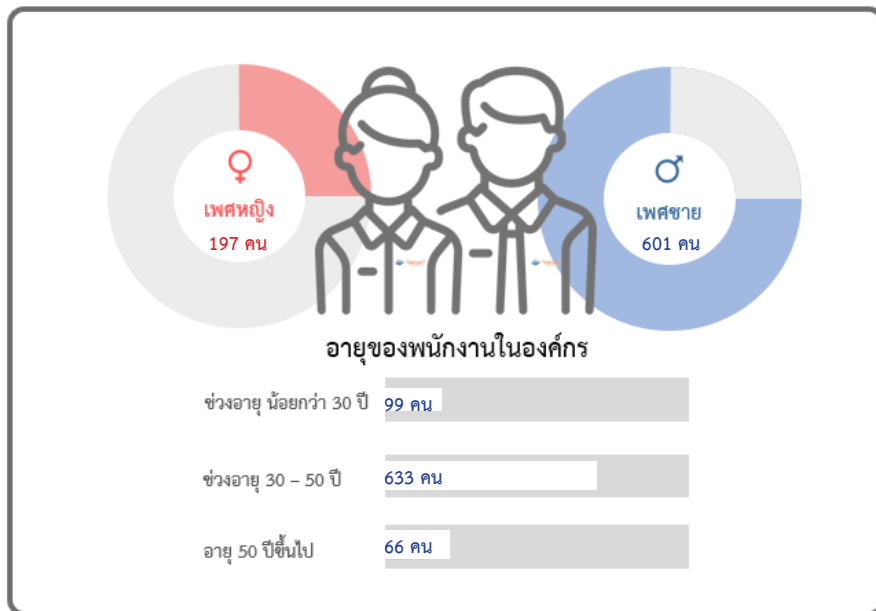 เพศหญิง
197 คน
เพศชาย
601 คน
อายุของพนักงานในองค์กร
ช่วงอายุ น้อยกว่า 30 ปี 99 คน
ช่วงอายุ 30 – 50 ปี 633 คน
อายุ 50 ปีขึ้นไป 66 คน